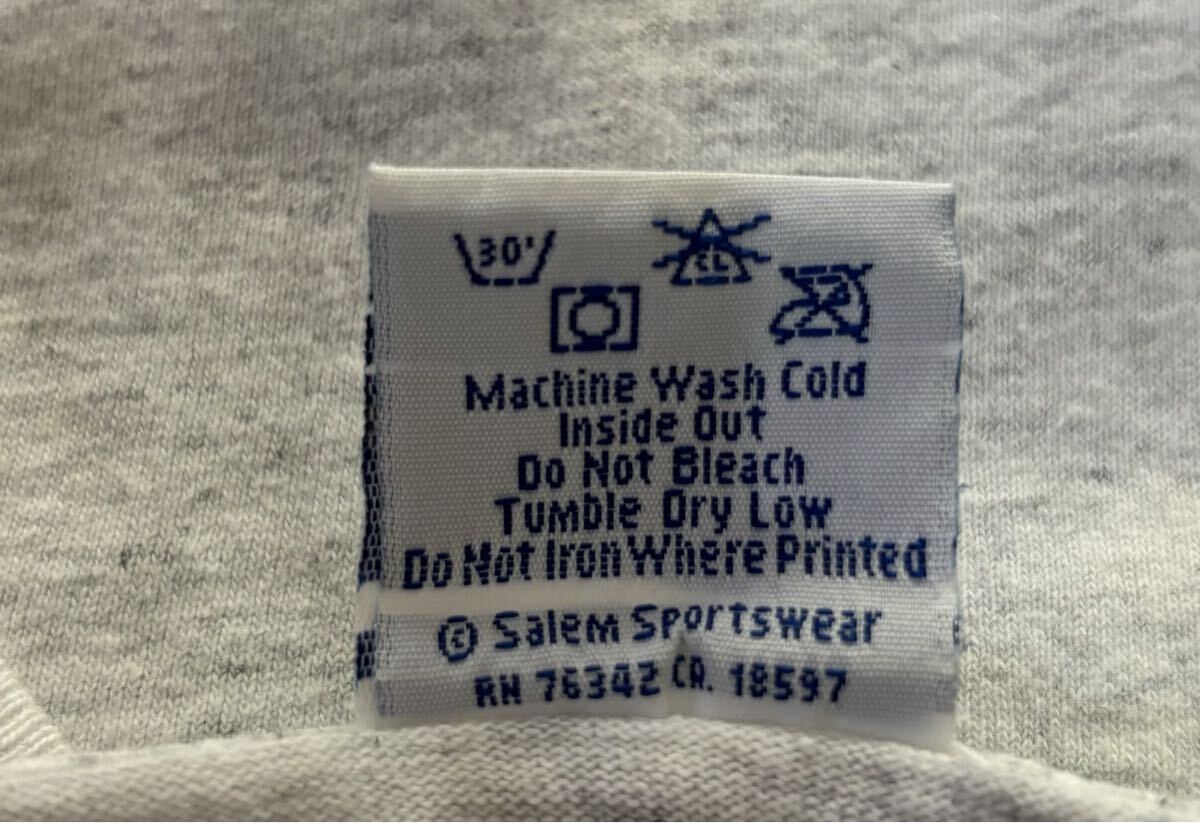 30'
CL
Machine Wash Cold
Inside Out
Do Not Bleach
Tumble Dry Low
Do Not Iron Where Printed
© Salem Sportswear
RN 76342 CA. 18597